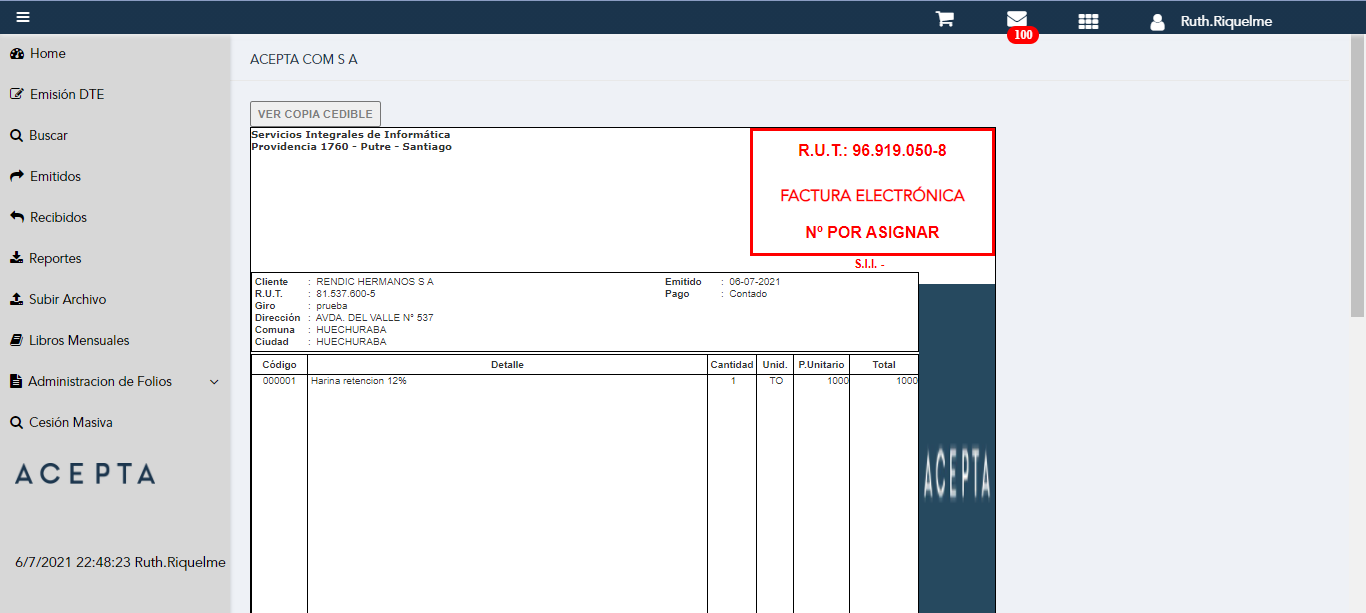 Ruth.Riquelme
100
Home
Emisión DTE
Buscar
Emitidos
Recibidos
Reportes
Subir Archivo
Libros Mensuales
Administracion de Folios
Cesión Masiva
ACEPTA
6/7/2021 22:48:23 Ruth.Riquelme
ACEPTA COM S A
VER COPIA CEDIBLE
Servicios Integrales de Informática
Providencia 1760 - Putre - Santiago
R.U.T.: 96.919.050-8
FACTURA ELECTRÓNICA
Nº POR ASIGNAR
S.I.I. -
Cliente : RENDIC HERMANOS S A Emitido : 06-07-2021
R.U.T. : 81.537.600-5 Pago : Contado
Giro : prueba
Dirección : AVDA. DEL VALLE N° 537
Comuna : HUECHURABA
Ciudad : HUECHURABA
Código Detalle Cantidad Unid. P.Unitario Total
000001 Harina retencion 12% 1 TO 1000 1000
ACEPTA